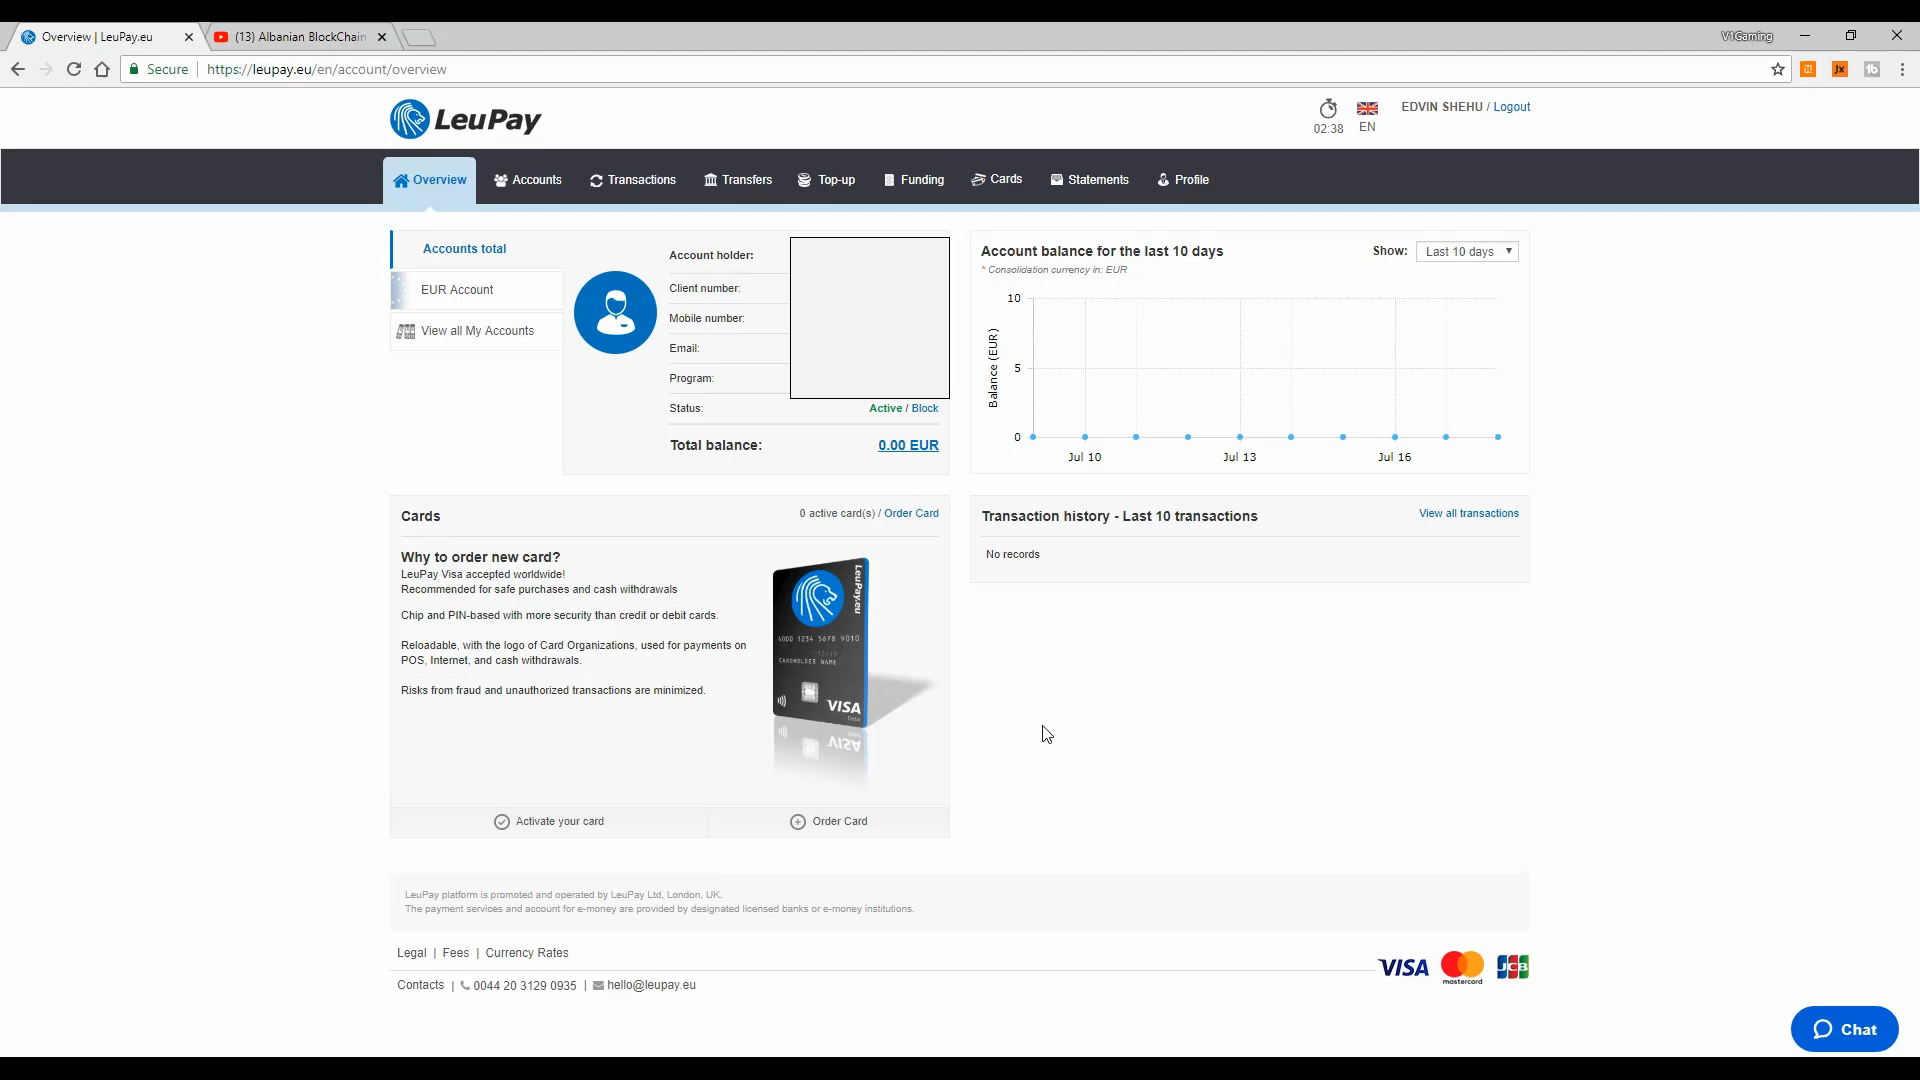 Overview | LeuPay.eu
(13) Albanian BlockChain
V1Gaming
Secure
https://leupay.eu/en/account/overview
LeuPay
02:38
EN
EDVIN SHEHU / Logout
Overview
Accounts
Transactions
Transfers
Top-up
Funding
Cards
Statements
Profile
Accounts total
EUR Account
View all My Accounts
Account holder:
Client number:
Mobile number:
Email:
Program:
Status:
Active / Block
Total balance:
0.00 EUR
Account balance for the last 10 days
* Consolidation currency in: EUR
Show:
Last 10 days
Balance (EUR)
10
5
0
Jul 10
Jul 13
Jul 16
Cards
0 active card(s) / Order Card
Why to order new card?
LeuPay Visa accepted worldwide!
Recommended for safe purchases and cash withdrawals
Chip and PIN-based with more security than credit or debit cards.
Reloadable, with the logo of Card Organizations, used for payments on
POS, Internet, and cash withdrawals.
Risks from fraud and unauthorized transactions are minimized.
LeuPay.eu
4000 1234 5678 9010
CARDHOLDER NAME
VISA
Activate your card
Order Card
Transaction history - Last 10 transactions
View all transactions
No records
LeuPay platform is promoted and operated by LeuPay Ltd, London, UK.
The payment services and account for e-money are provided by designated licensed banks or e-money institutions.
Legal | Fees | Currency Rates
Contacts | 0044 20 3129 0935 | hello@leupay.eu
VISA
mastercard
JCB
Chat